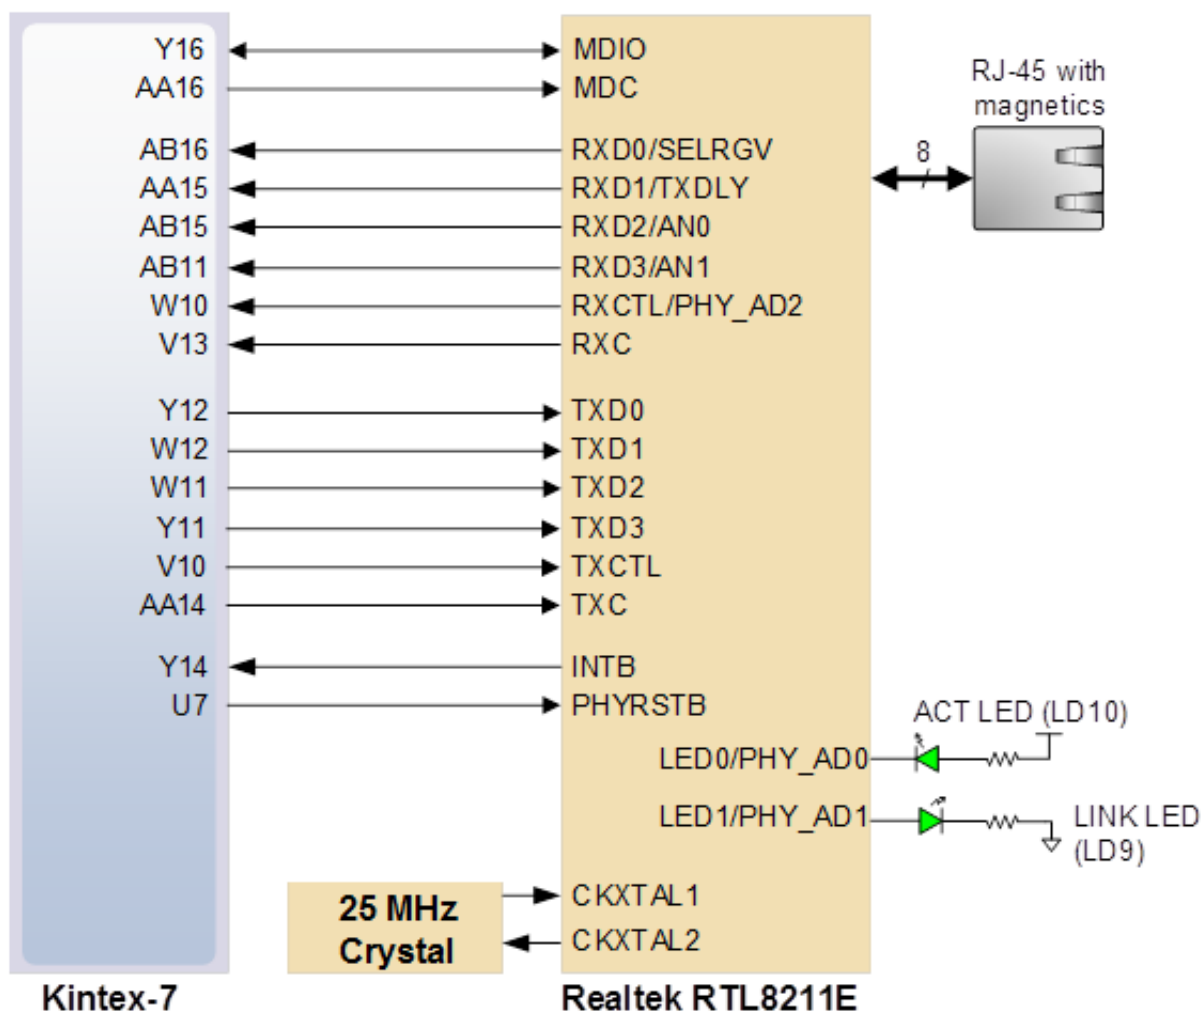 Y16 MDIO
RJ-45 with
AA16 MDC
magnetics
AB16 RXD0/SELRGV
8
AA15 RXD1/TXDLY
AB15 RXD2/AN0
AB11 RXD3/AN1
W10 RXCTL/PHY_AD2
V13 RXC
Y12 TXD0
W12 TXD1
W11 TXD2
Y11 TXD3
V10 TXCTL
AA14 TXC
Y14 INTB
U7 PHYRSTB
ACT LED (LD10)
LED0/PHY_AD0
LED1/PHY_AD1
LINK LED
(LD9)
25 MHz
Crystal
CKXTAL1
CKXTAL2
Kintex-7
Realtek RTL8211E